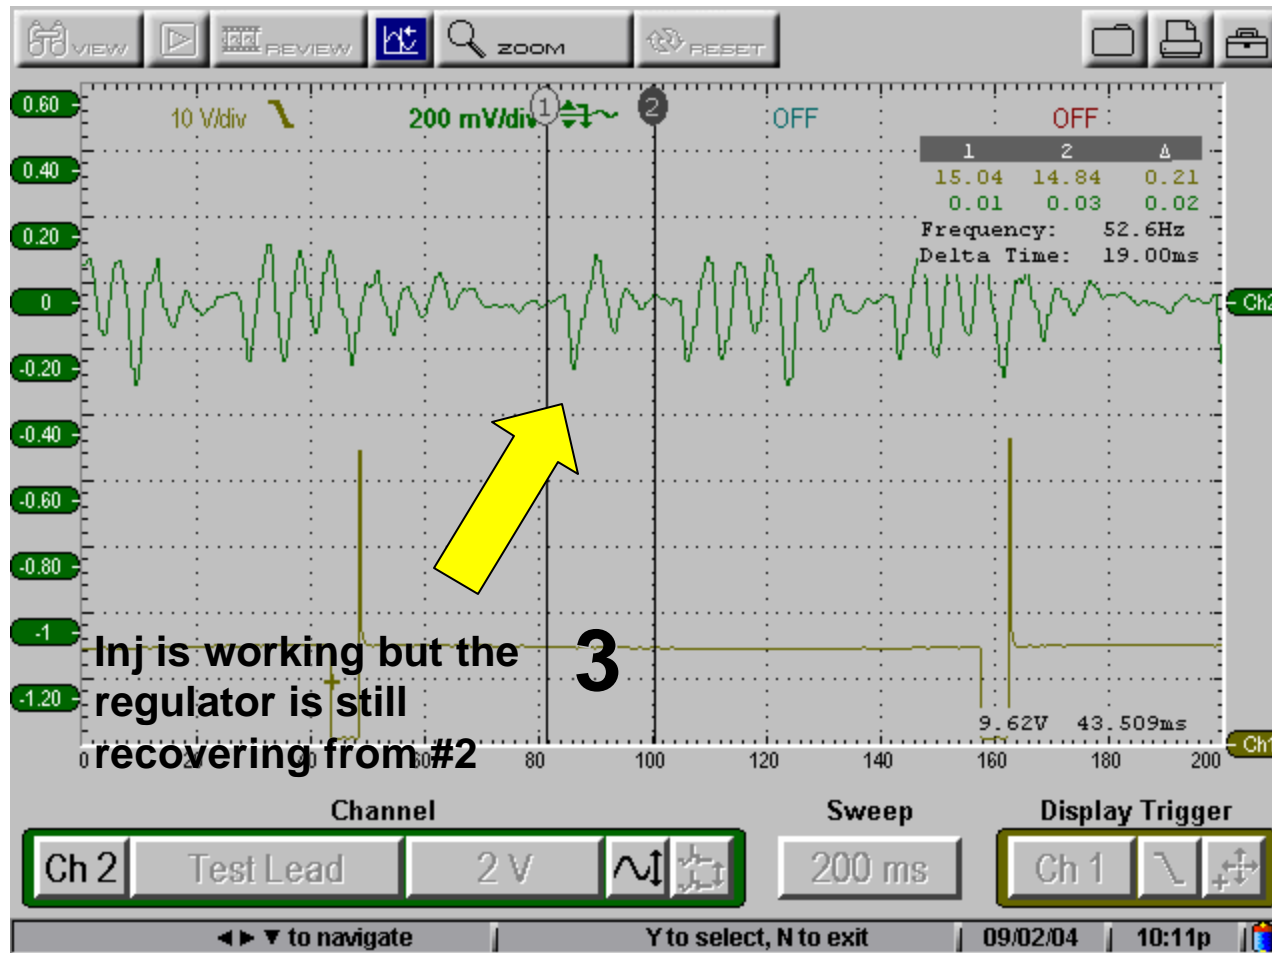 VIEW REVIEW ZOOM RESET
10 V/div 200 mV/div OFF OFF
1 2
1 2 Δ
15.04 14.84 0.21
0.01 0.03 0.02
Frequency: 52.6Hz
Delta Time: 19.00ms
0.60
0.40
0.20
0
-0.20
-0.40
-0.60
-0.80
-1
-1.20
Ch2
Inj is working but the
regulator is still
recovering from #2
3
9.62V 43.509ms
Ch1
0 20 40 60 80 100 120 140 160 180 200
Channel Sweep Display Trigger
Ch 2 Test Lead 2 V 200 ms Ch 1
◄ ► ▼ to navigate Y to select, N to exit 09/02/04 10:11p